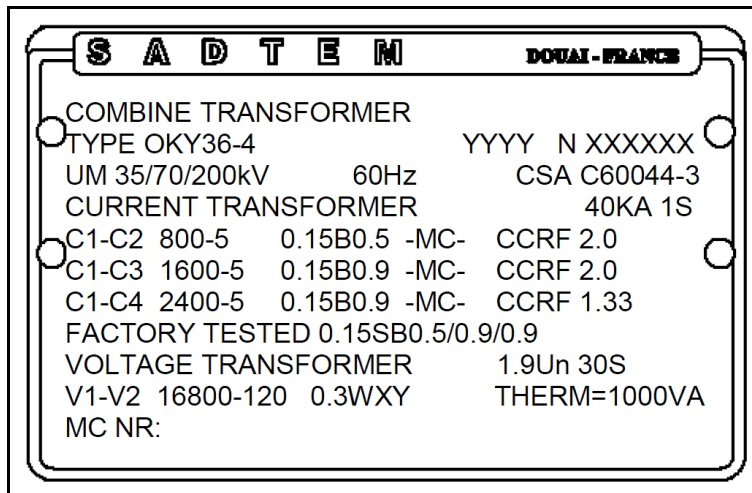 SADTEM DOUAI - FRANCE
COMBINE TRANSFORMER
TYPE OKY36-4 YYYY N XXXXXX
UM 35/70/200kV 60Hz CSA C60044-3
CURRENT TRANSFORMER 40KA 1S
C1-C2 800-5 0.15B0.5 -MC- CCRF 2.0
C1-C3 1600-5 0.15B0.9 -MC- CCRF 2.0
C1-C4 2400-5 0.15B0.9 -MC- CCRF 1.33
FACTORY TESTED 0.15SB0.5/0.9/0.9
VOLTAGE TRANSFORMER 1.9Un 30S
V1-V2 16800-120 0.3WXY THERM=1000VA
MC NR: